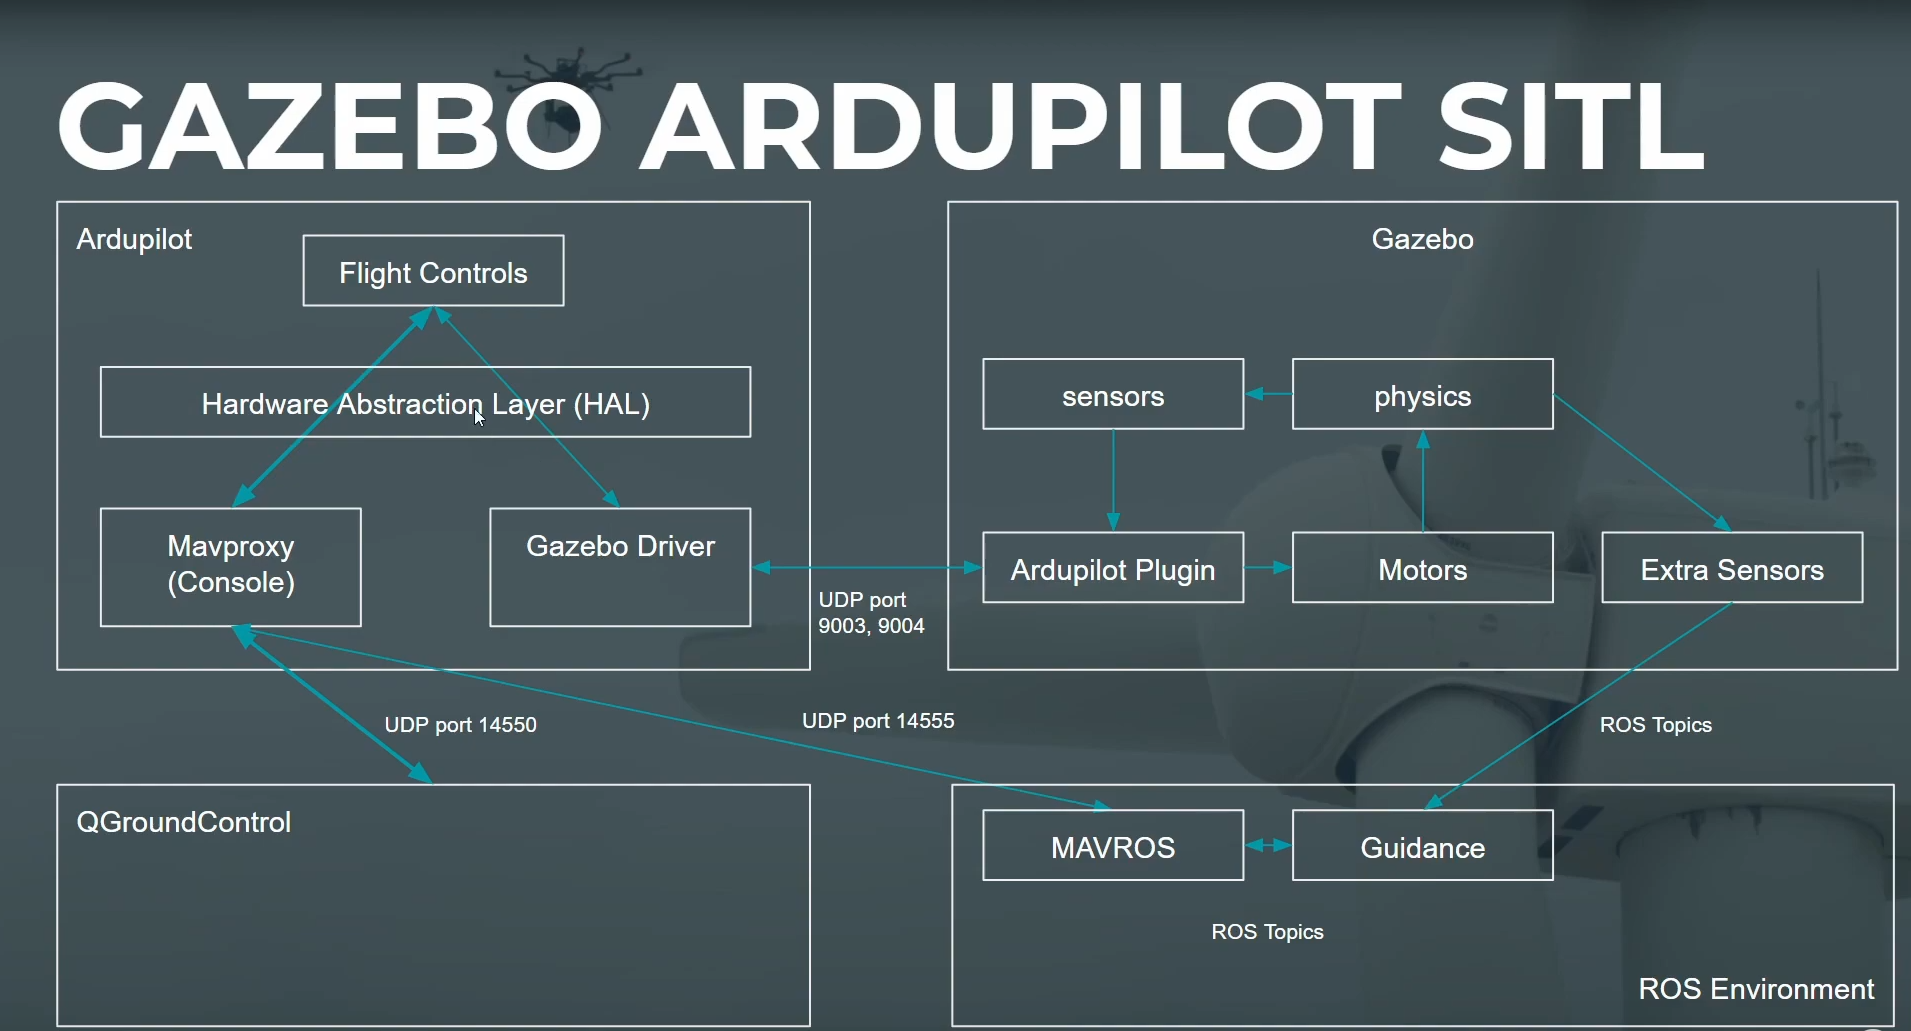 GAZEBO ARDUPILOT SITL
Ardupilot
Flight Controls
Hardware Abstraction Layer (HAL)
Mavproxy
(Console)
Gazebo Driver
UDP port
9003, 9004
Gazebo
sensors
physics
Ardupilot Plugin
Motors
Extra Sensors
UDP port 14550
UDP port 14555
ROS Topics
QGroundControl
MAVROS
Guidance
ROS Topics
ROS Environment